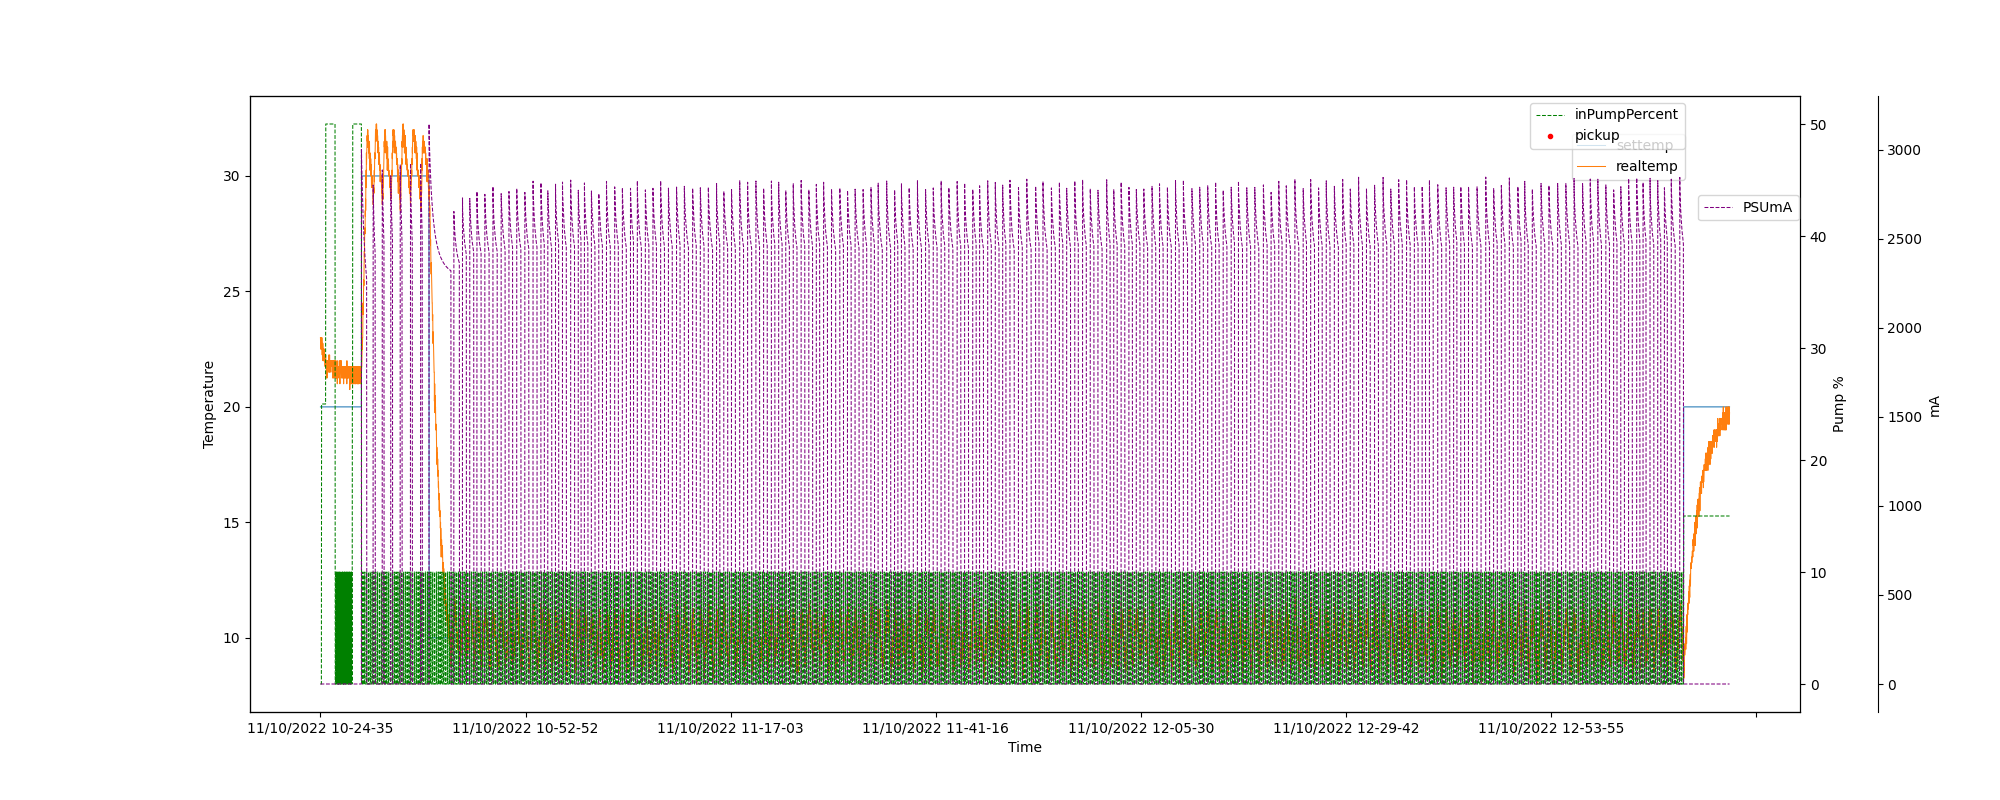 inPumpPercent
pickup
settemp
realtemp
PSUmA
30
25
20
15
10
Temperature
50
40
30
20
10
0
Pump %
3000
2500
2000
1500
1000
500
0
mA
11/10/2022 10-24-35
11/10/2022 10-52-52
11/10/2022 11-17-03
11/10/2022 11-41-16
11/10/2022 12-05-30
11/10/2022 12-29-42
11/10/2022 12-53-55
Time